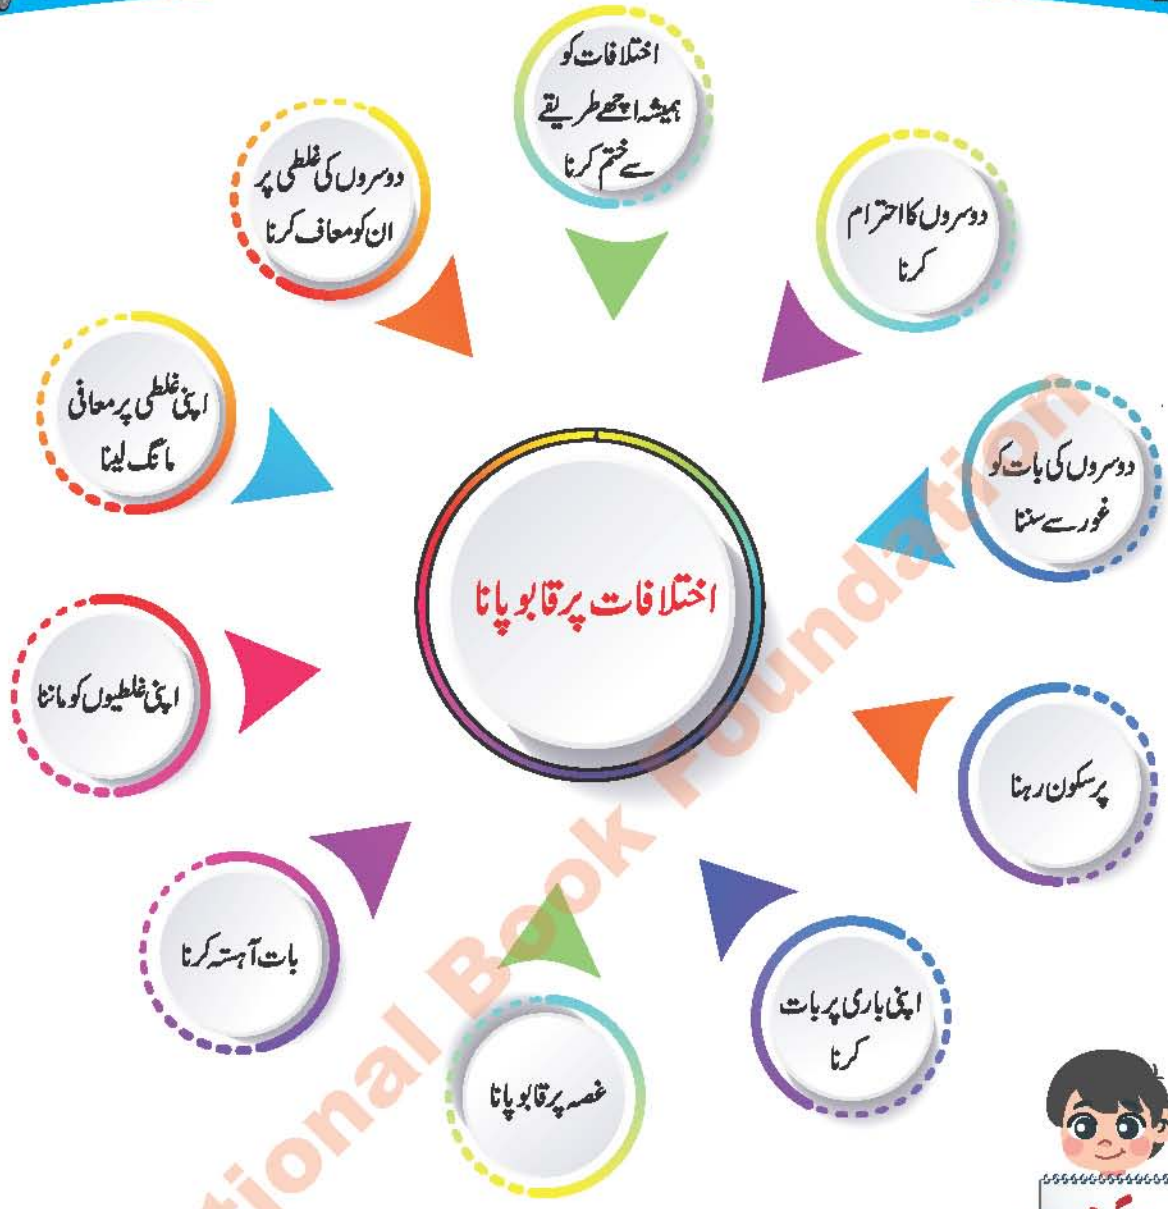 اختلافات کو
ہمیشہ اچھے طریقے
سے ختم کرنا
دوسروں کا احترام
کرنا
دوسروں کی بات کو
غور سے سننا
پرسکون رہنا
اپنی باری پر بات
کرنا
غصہ پر قابو پانا
بات آہستہ کرنا
اپنی غلطیوں کو ماننا
اپنی غلطی پر معافی
مانگ لینا
دوسروں کی غلطی پر
ان کو معاف کرنا
اختلافات پر قابو پانا
tional Book Foundation